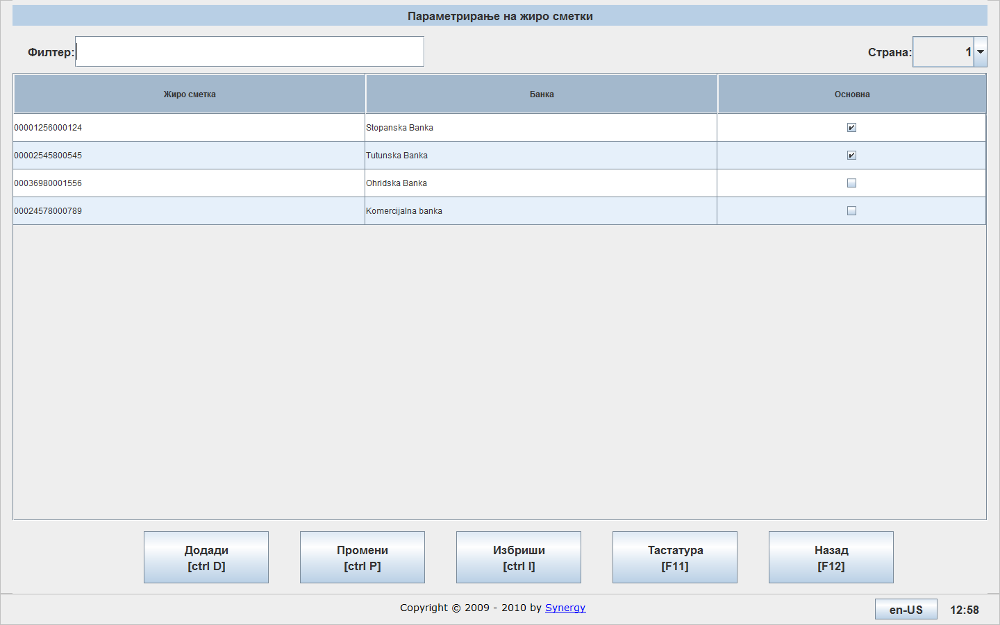 Параметрирање на жиро сметки
Филтер:
Страна: 1
Жиро сметка Банка Основна
00001256000124 Stopanska Banka
00002545800545 Tutunska Banka
00036980001556 Ohridska Banka
00024578000789 Komercijalna banka
Додади Промени Избриши Тастатура Назад
[ctrl D] [ctrl P] [ctrl I] [F11] [F12]
Copyright © 2009 - 2010 by Synergy en-US 12:58